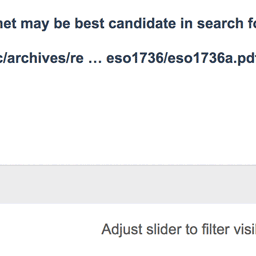 net may be best candidate in search fo
c/archives/re … eso1736/eso1736a.pdf
Adjust slider to filter visi